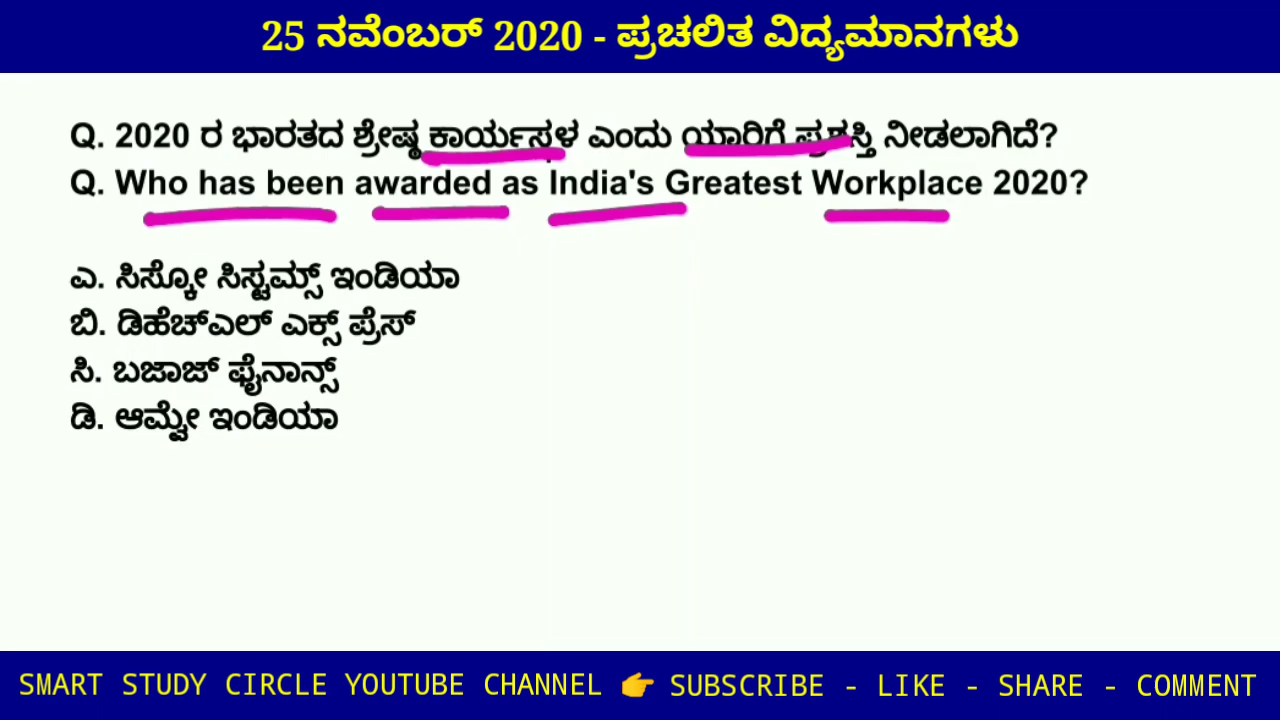 25 ನವೆಂಬರ್ 2020 - ಪ್ರಚಲಿತ ವಿದ್ಯಮಾನಗಳು
Q. 2020 ರ ಭಾರತದ ಶ್ರೇಷ್ಠ ಕಾರ್ಯಸ್ಥಳ ಎಂದು ಯಾರಿಗೆ ಪ್ರಶಸ್ತಿ ನೀಡಲಾಗಿದೆ?
Q. Who has been awarded as India's Greatest Workplace 2020?
ಎ. ಸಿಸ್ಕೋ ಸಿಸ್ಟಮ್ಸ್ ಇಂಡಿಯಾ
ಬಿ. ಡಿಹೆಚ್ಎಲ್ ಎಕ್ಸ್ ಪ್ರೆಸ್
ಸಿ. ಬಜಾಜ್ ಫೈನಾನ್ಸ್
ಡಿ. ಆಮ್ವೇ ಇಂಡಿಯಾ
SMART STUDY CIRCLE YOUTUBE CHANNEL 👉 SUBSCRIBE - LIKE - SHARE - COMMENT